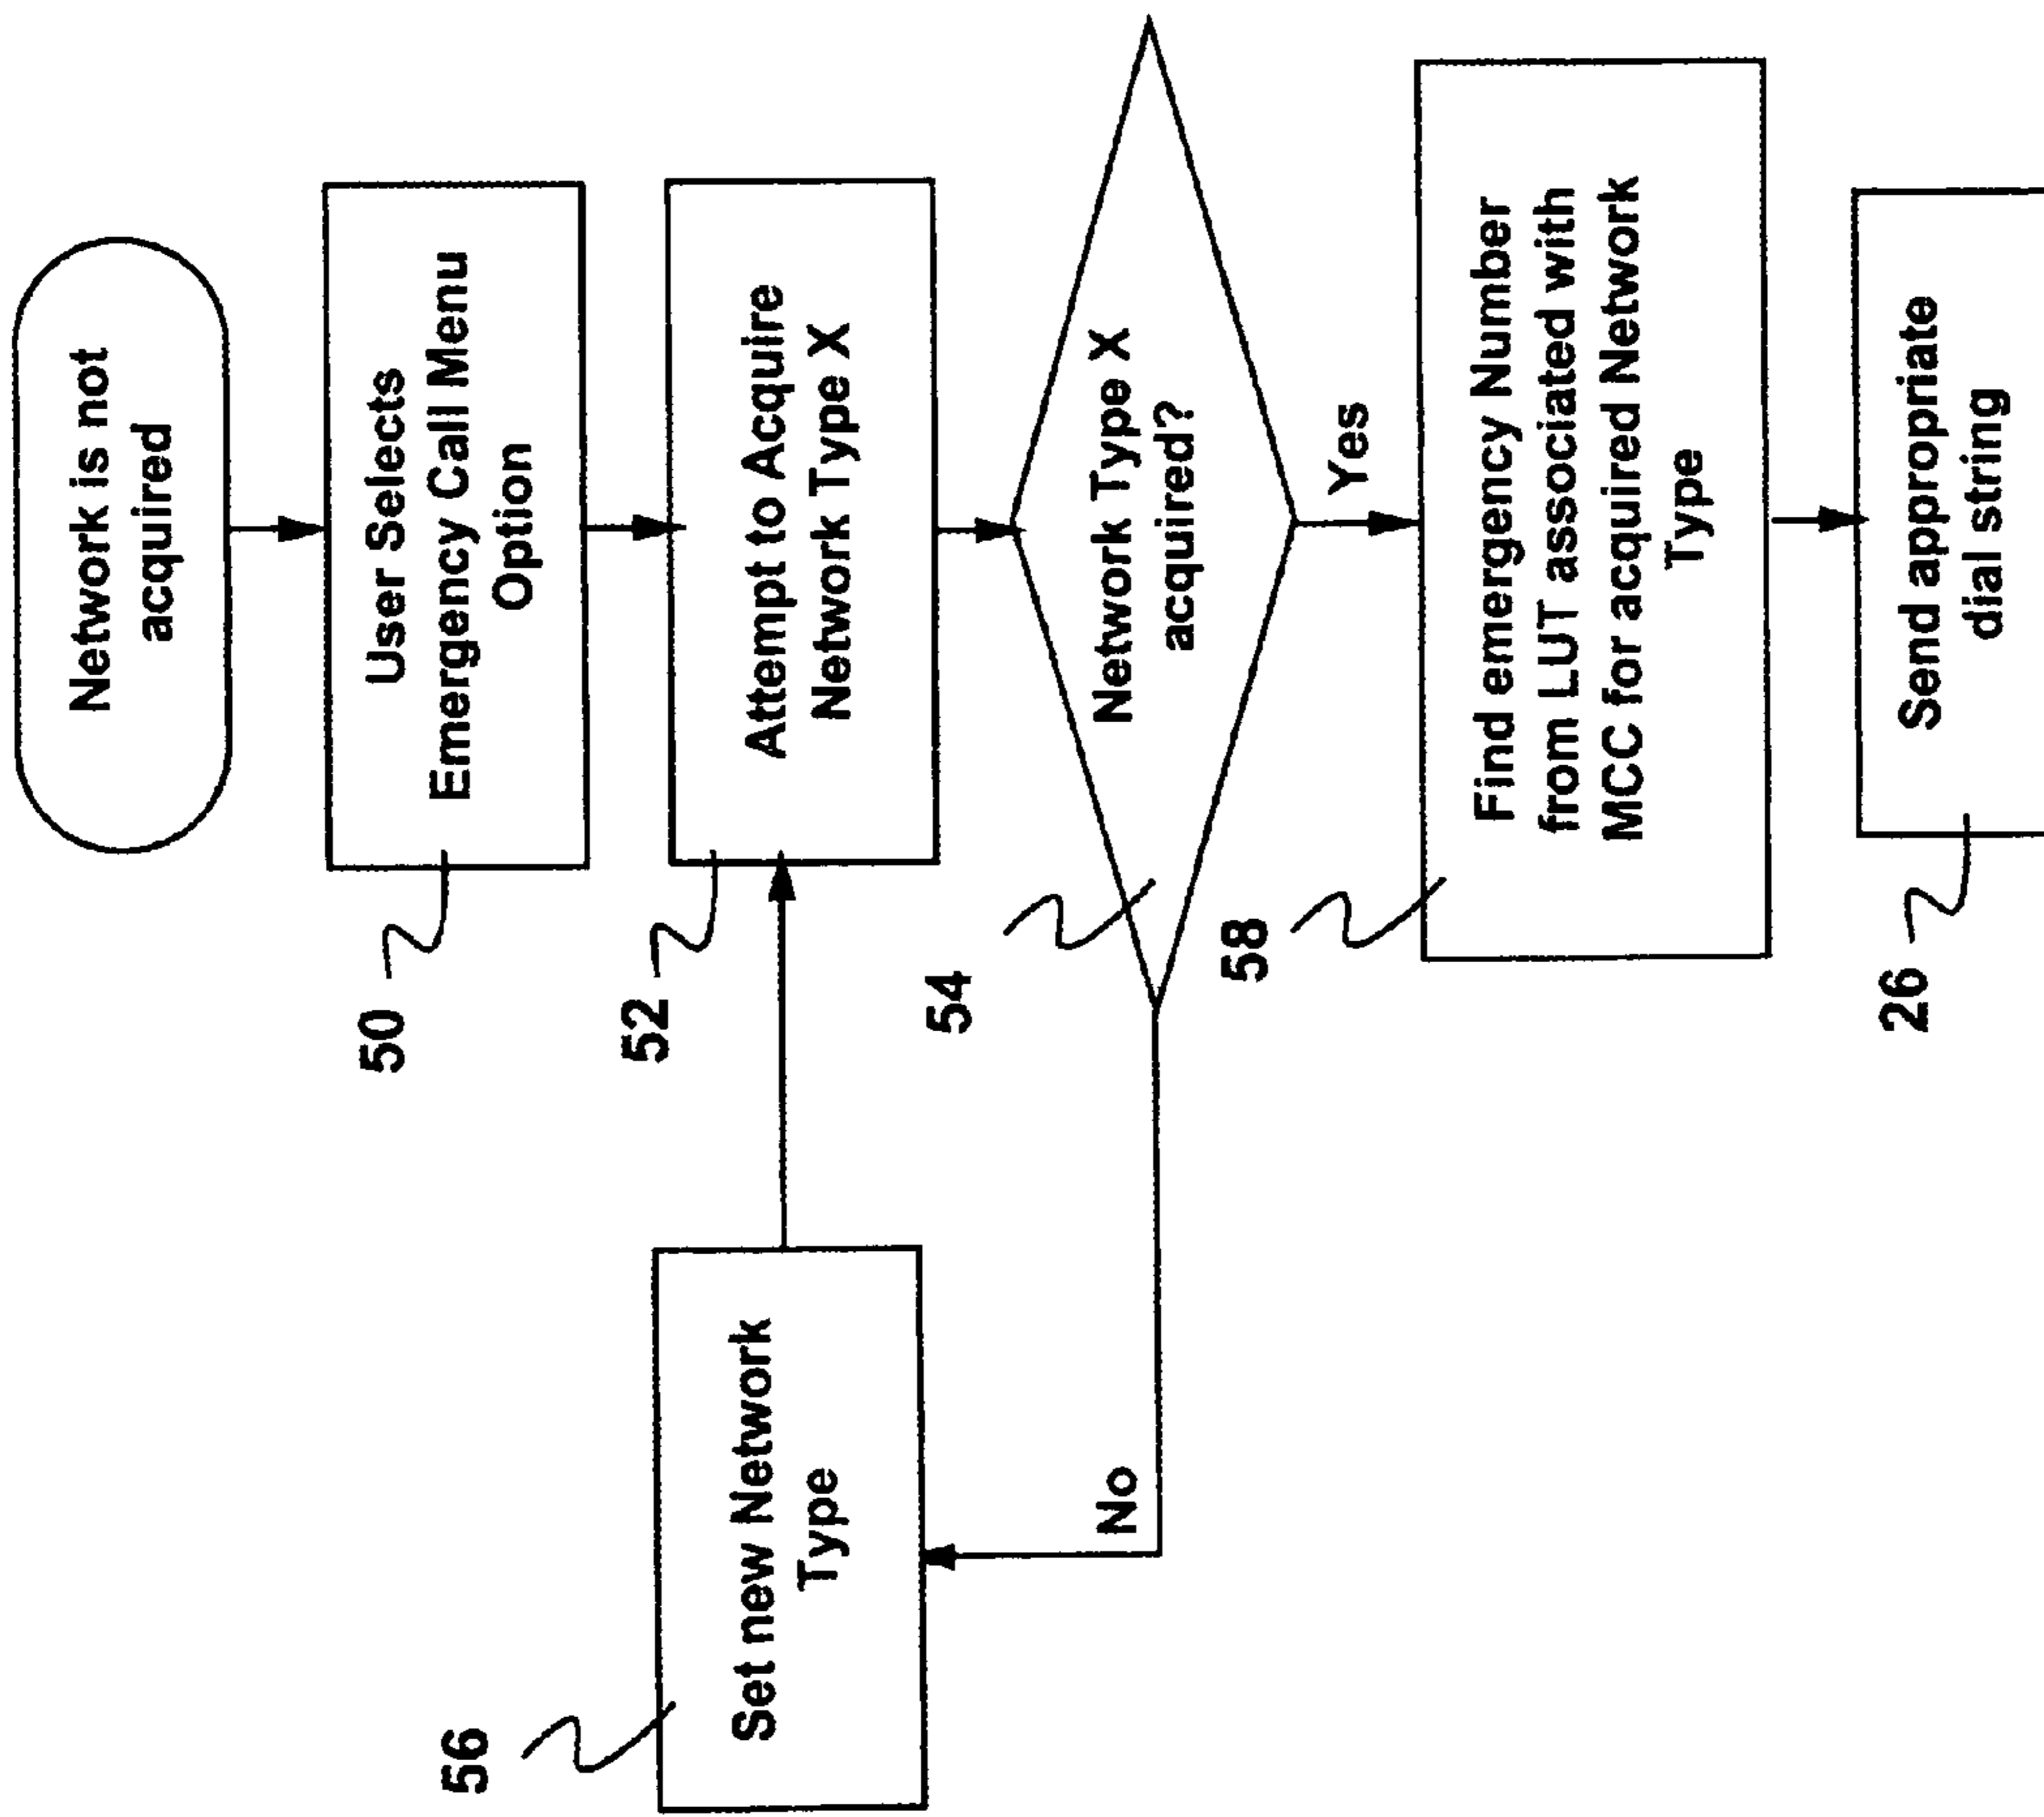 Network is not
acquired
50
User Selects
Emergency Call Menu
Option
52
Attempt to Acquire
Network Type X
54
Network Type X
acquired?
Yes
No
56
Set new Network
Type
58
Find emergency Number
from LUT associated with
MCC for acquired Network
Type
26
Send appropriate
dial string